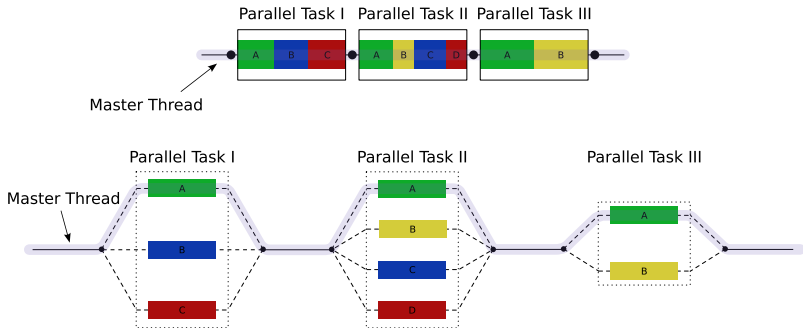 Parallel Task I Parallel Task II Parallel Task III
A B C A B C D A B
Master Thread
Parallel Task I Parallel Task II Parallel Task III
Master Thread
A A A
B B
C B
C D